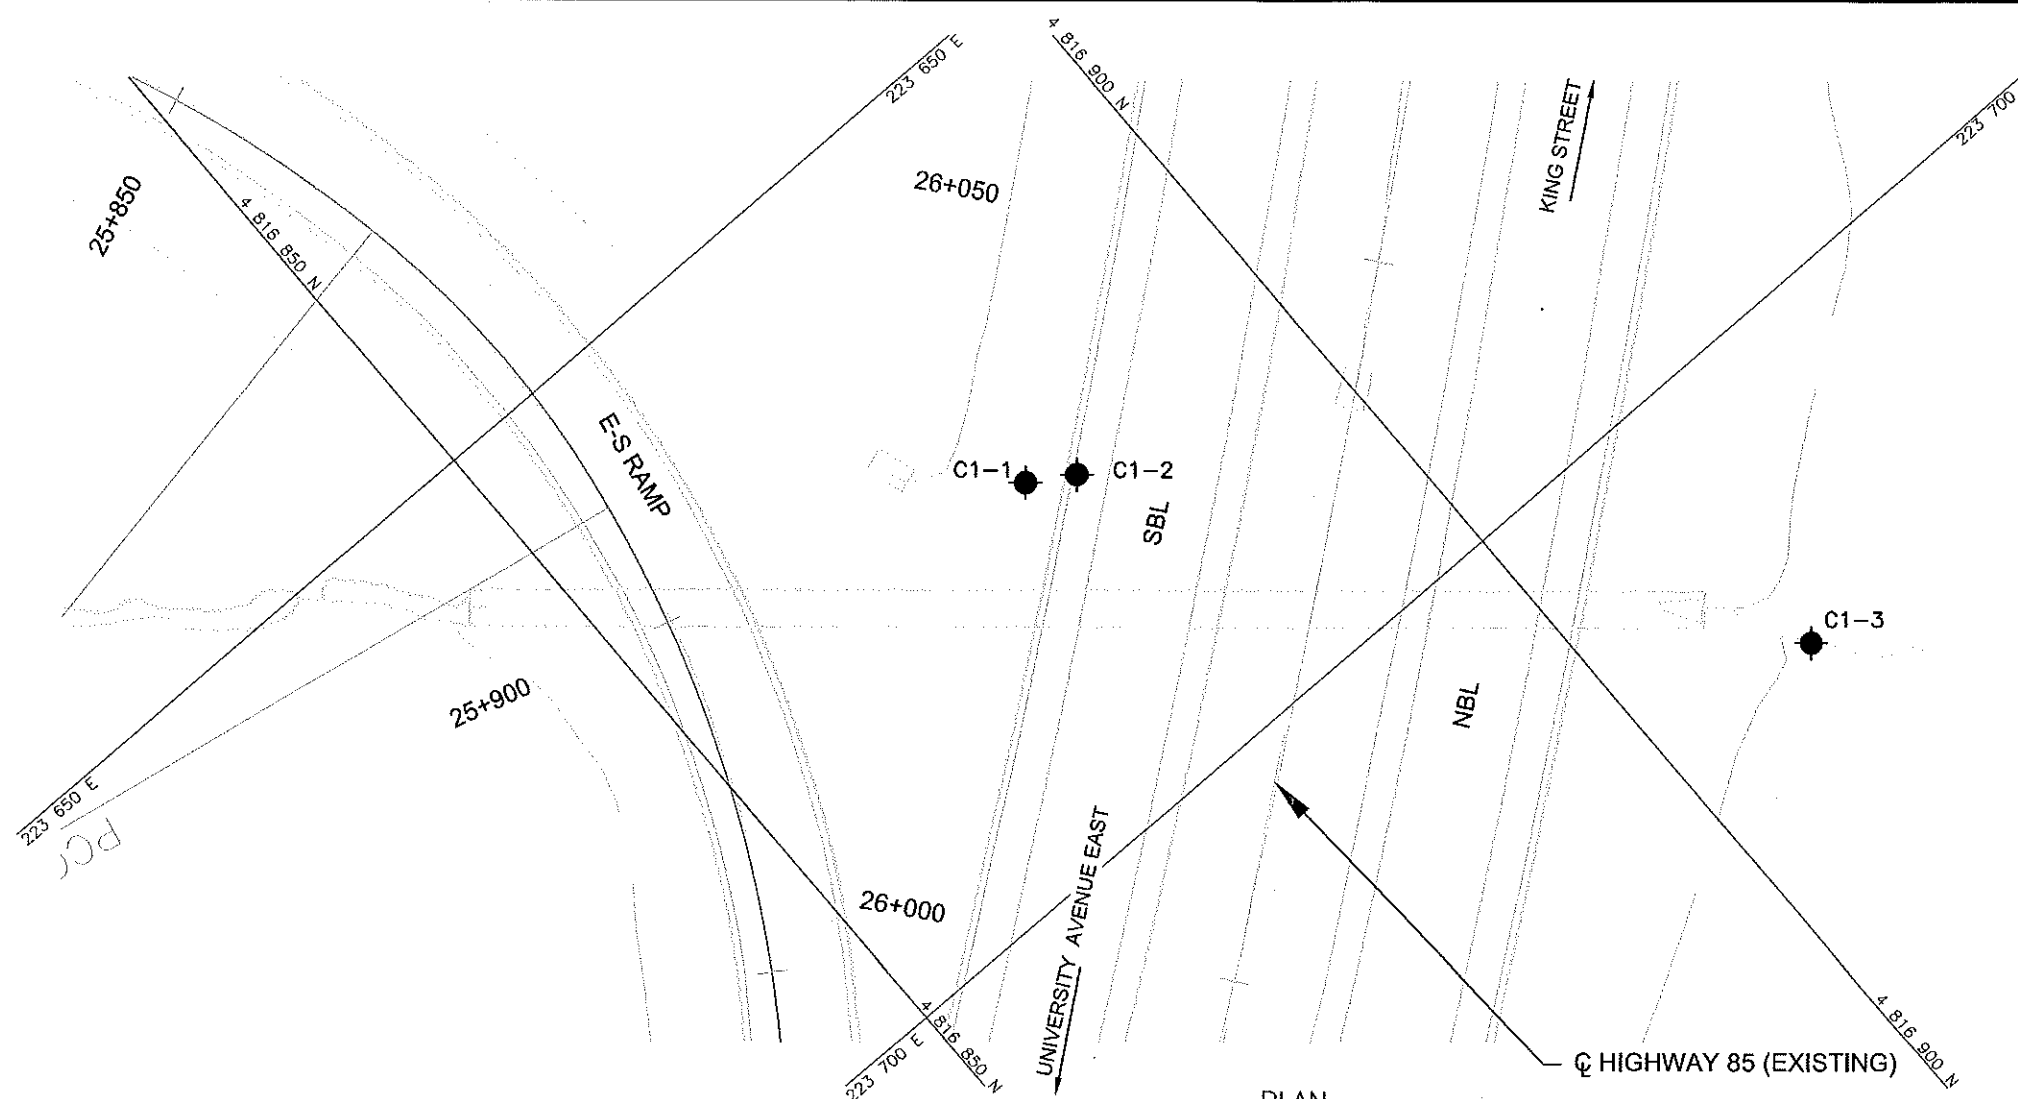 223 650 E
4 816 900 N
223 700
KING STREET
25+850
26+050
4 816 850 N
E-S RAMP
C1-1
C1-2
SBL
C1-3
25+900
NBL
223 650 E
26+000
UNIVERSITY AVENUE EAST
4 816 850 N
223 700 E
4 816 900 N
℄ HIGHWAY 85 (EXISTING)
PLAN